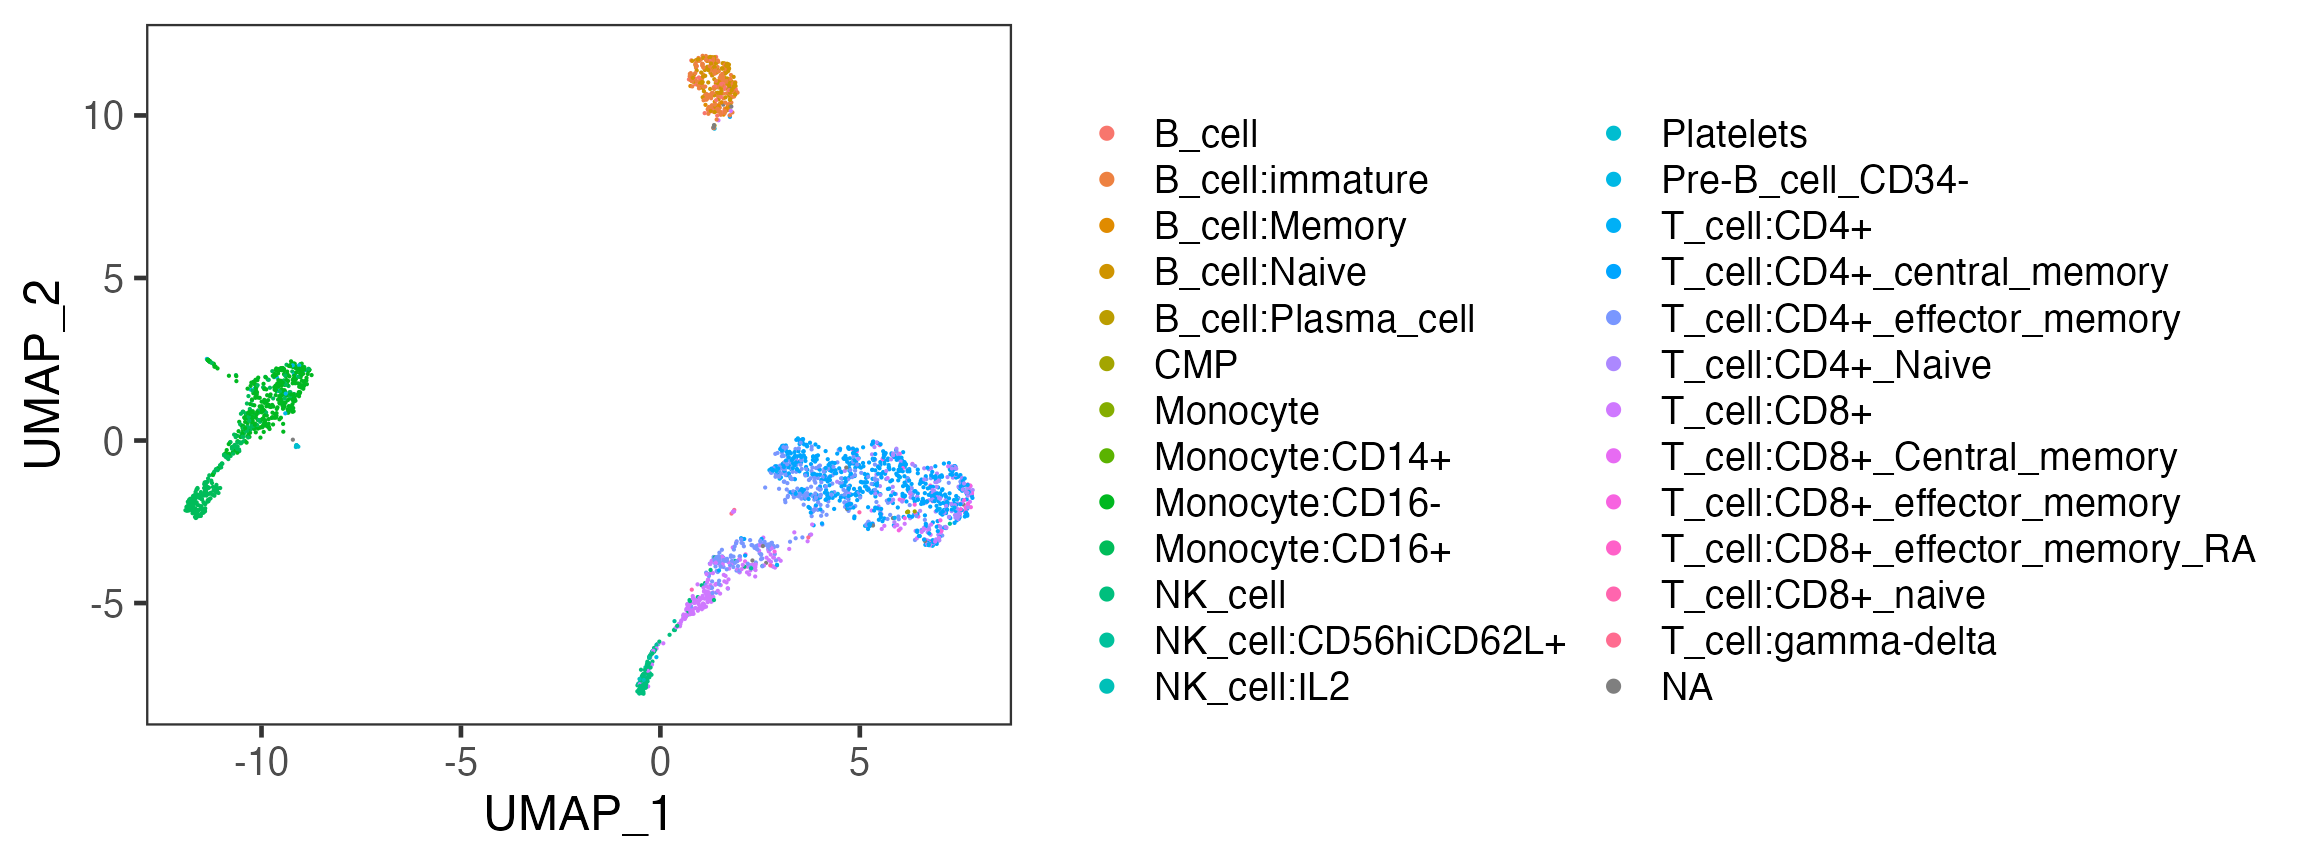 10
5
0
-5
UMAP_2
-10
-5
0
5
UMAP_1
B_cell
B_cell:immature
B_cell:Memory
B_cell:Naive
B_cell:Plasma_cell
CMP
Monocyte
Monocyte:CD14+
Monocyte:CD16-
Monocyte:CD16+
NK_cell
NK_cell:CD56hiCD62L+
NK_cell:IL2
Platelets
Pre-B_cell_CD34-
T_cell:CD4+
T_cell:CD4+_central_memory
T_cell:CD4+_effector_memory
T_cell:CD4+_Naive
T_cell:CD8+
T_cell:CD8+_Central_memory
T_cell:CD8+_effector_memory
T_cell:CD8+_effector_memory_RA
T_cell:CD8+_naive
T_cell:gamma-delta
NA